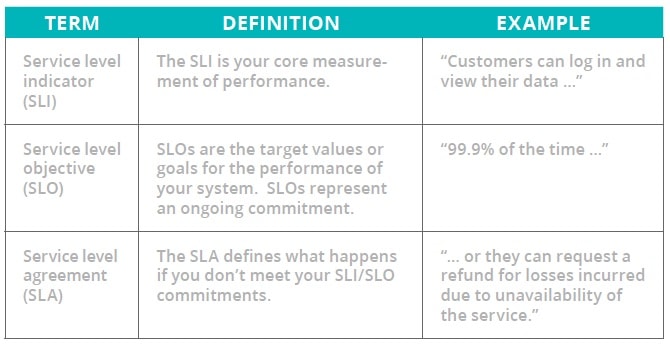 TERM
DEFINITION
EXAMPLE
Service level
indicator
(SLI)
The SLI is your core measure-
ment of performance.
“Customers can log in and
view their data ...”
Service level
objective
(SLO)
SLOs are the target values or
goals for the performance of
your system.  SLOs represent
an ongoing commitment.
“99.9% of the time ...”
Service level
agreement
(SLA)
The SLA defines what happens
if you don’t meet your SLI/SLO
commitments.
“... or they can request a
refund for losses incurred
due to unavailability of
the service.”